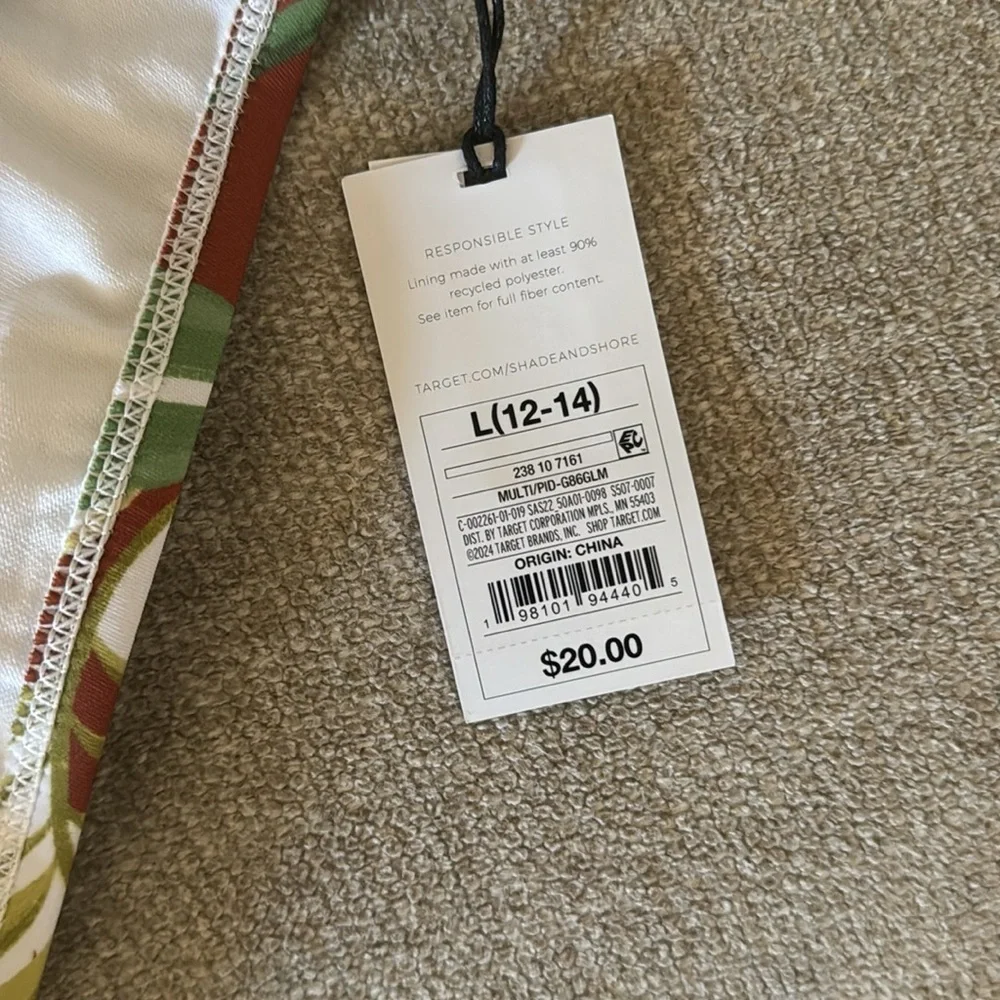 RESPONSIBLE STYLE
Lining made with at least 90%
recycled polyester.
See item for full fiber content.
TARGET.COM/SHADEANDSHORE
L(12-14)
238 10 7161
MULTI/PID-G86GLM
C-002261-01-019 SAS22 50A01-0098 S507-0007
DIST. BY TARGET CORPORATION MPLS., MN 55403
©2024 TARGET BRANDS, INC. SHOP TARGET.COM
ORIGIN: CHINA
1 98101 94440 5
$20.00